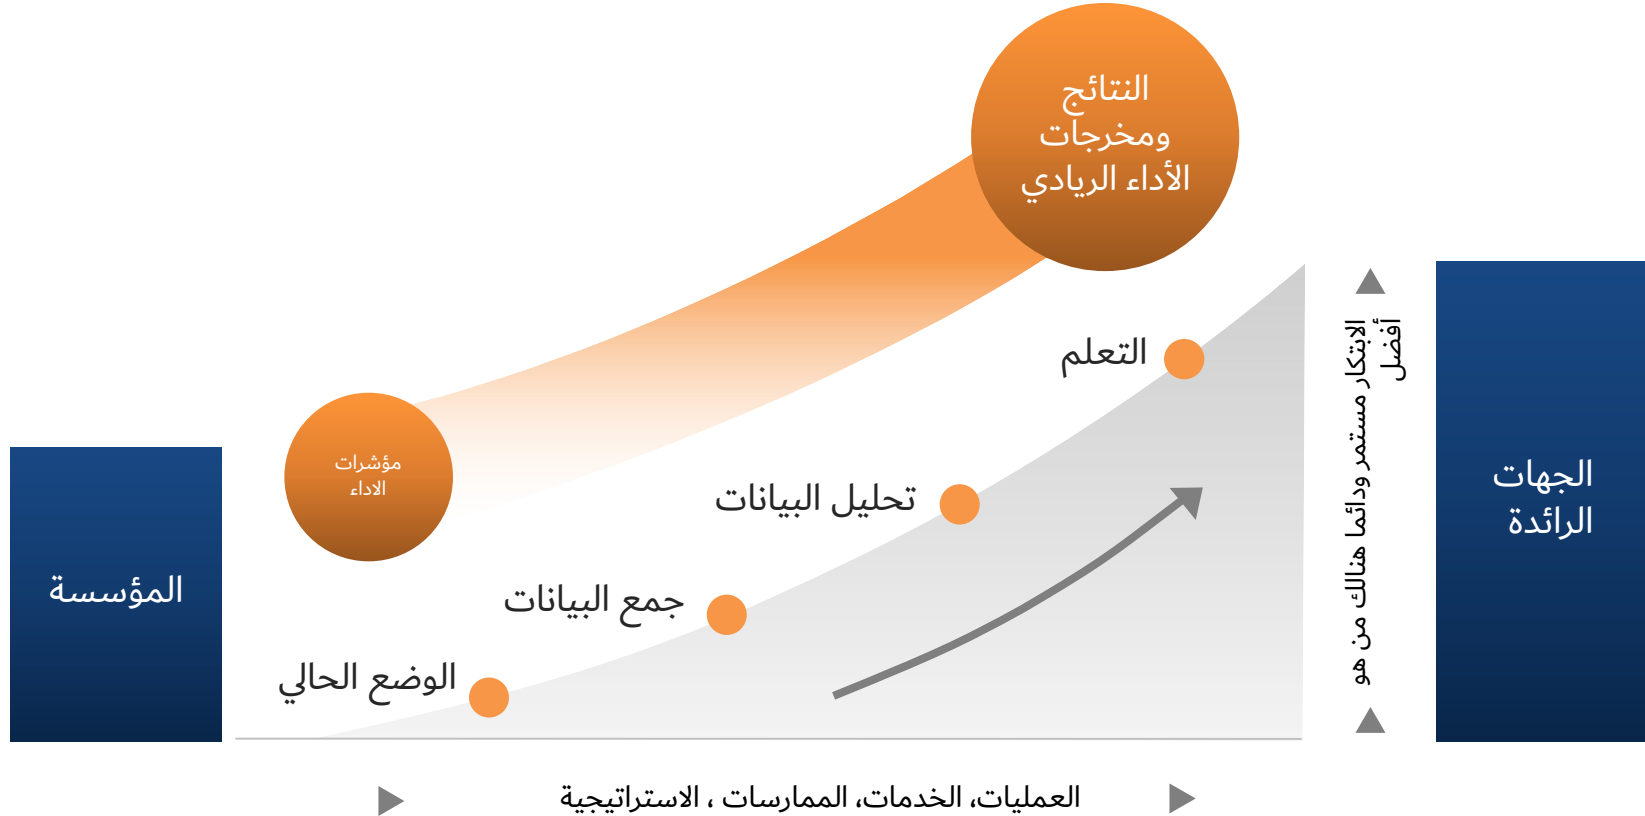 النتائج
ومخرجات
الأداء الريادي
مؤشرات
الاداء
التعلم
تحليل البيانات
جمع البيانات
الوضع الحالي
المؤسسة
الجهات
الرائدة
الابتكار مستمر ودائما هنالك من هو
أفضل
العمليات، الخدمات، الممارسات ، الاستراتيجية